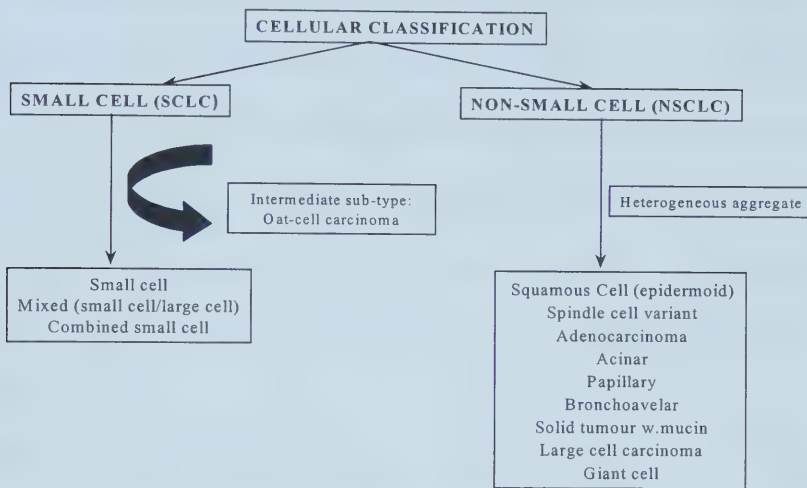 CELLULAR CLASSIFICATION
SMALL CELL (SCLC)
NON-SMALL CELL (NSCLC)
Intermediate sub-type:
Oat-cell carcinoma
Heterogeneous aggregate
Small cell
Mixed (small cell/large cell)
Combined small cell
Squamous Cell (epidermoid)
Spindle cell variant
Adenocarcinoma
Acinar
Papillary
Bronchoavelar
Solid tumour w.mucin
Large cell carcinoma
Giant cell